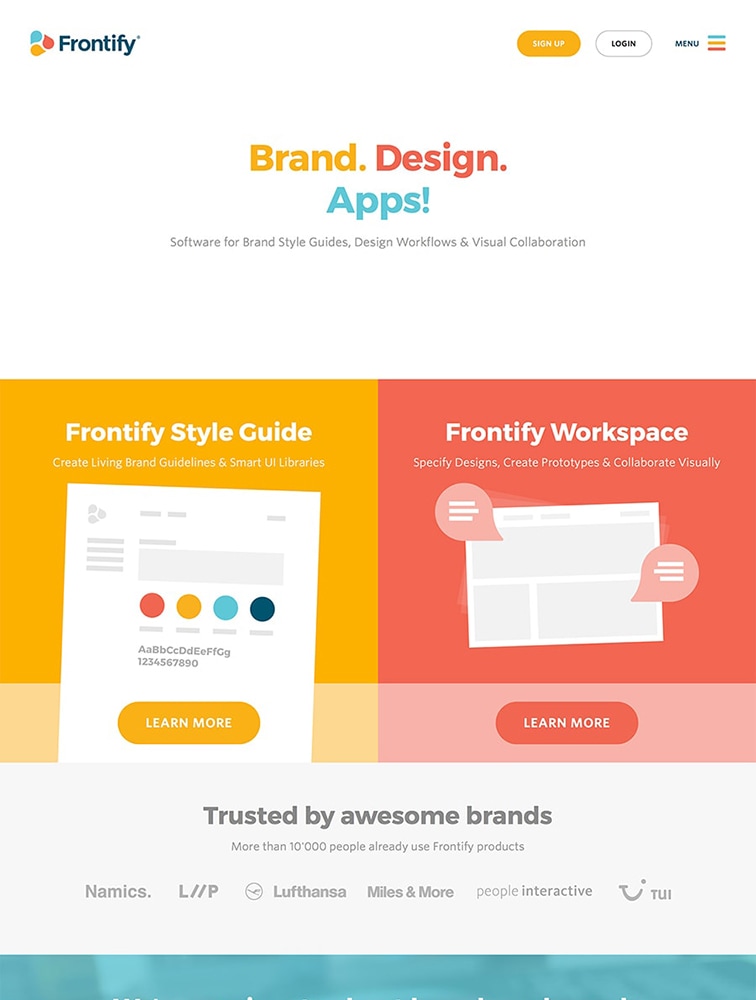 Frontify®
SIGN UP
LOGIN
MENU
Brand. Design.
Apps!
Software for Brand Style Guides, Design Workflows & Visual Collaboration
Frontify Style Guide
Create Living Brand Guidelines & Smart UI Libraries
AaBbCcDdEeFfGg
1234567890
LEARN MORE
Frontify Workspace
Specify Designs, Create Prototypes & Collaborate Visually
LEARN MORE
Trusted by awesome brands
More than 10'000 people already use Frontify products
Namics.
L//P
Lufthansa
Miles & More
people interactive
TUI